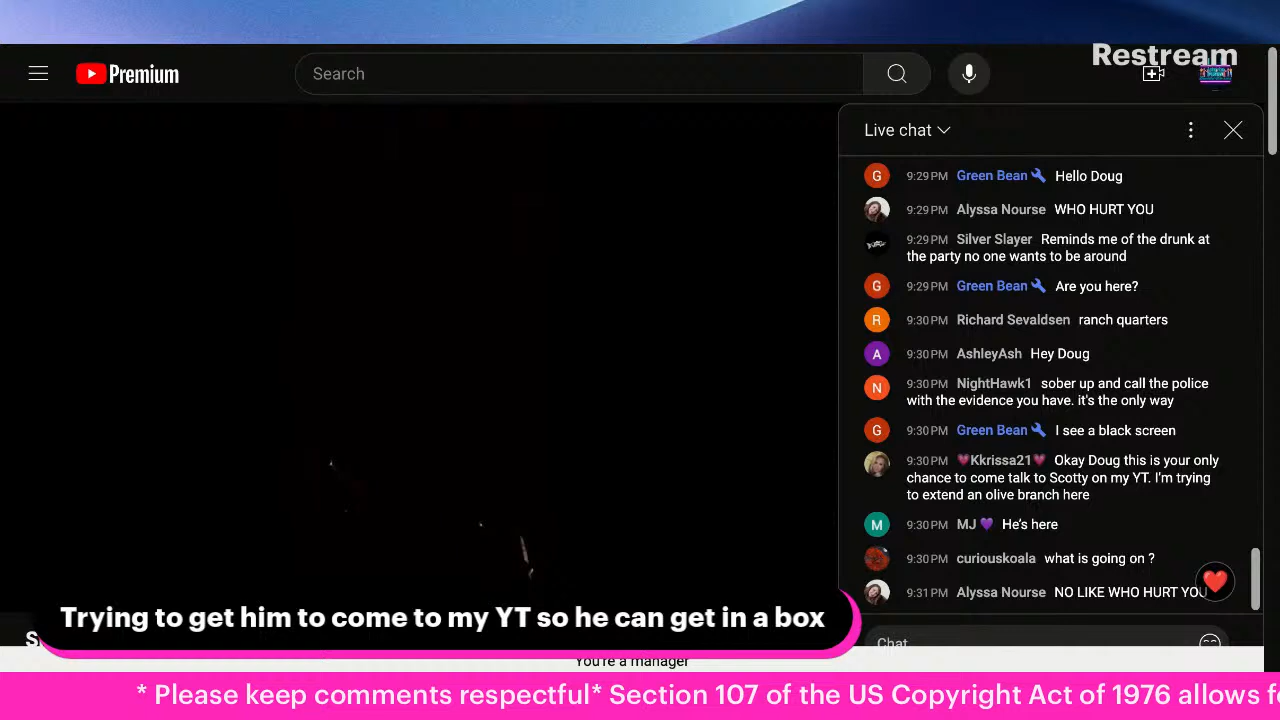 Restream
Premium
Search
Live chat
G 9:29 PM Green Bean Hello Doug
9:29 PM Alyssa Nourse WHO HURT YOU
9:29 PM Silver Slayer Reminds me of the drunk at
the party no one wants to be around
G 9:29 PM Green Bean Are you here?
R 9:30 PM Richard Sevaldsen ranch quarters
A 9:30 PM AshleyAsh Hey Doug
N 9:30 PM NightHawk1 sober up and call the police
with the evidence you have. it's the only way
G 9:30 PM Green Bean I see a black screen
9:30 PM 💗Kkrissa21💗 Okay Doug this is your only
chance to come talk to Scotty on my YT. I'm trying
to extend an olive branch here
M 9:30 PM MJ 💜 He's here
9:30 PM curiouskoala what is going on ?
9:31 PM Alyssa Nourse NO LIKE WHO HURT YOU
Trying to get him to come to my YT so he can get in a box
Chat
You're a manager
* Please keep comments respectful* Section 107 of the US Copyright Act of 1976 allows